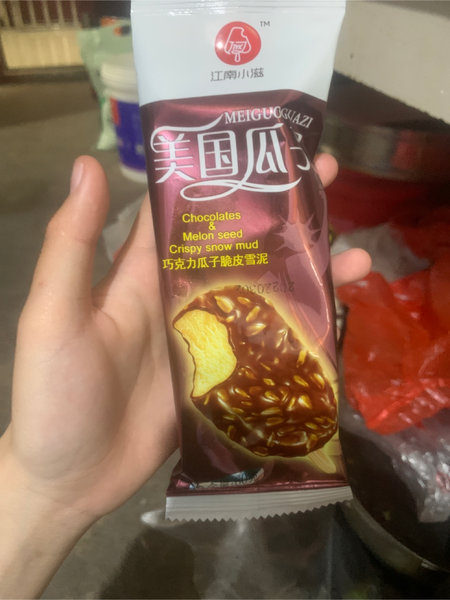 ™
江南小滋
MEIGUOGUAZI
美国瓜子
Chocolates
&
Melon seed
Crispy snow mud
巧克力瓜子脆皮雪泥